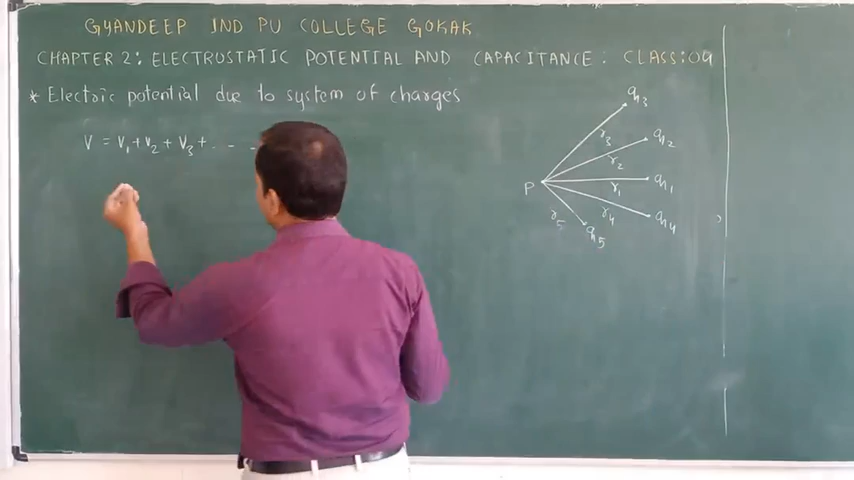 GYANDEEP IND PU COLLEGE GOKAK
CHAPTER 2: ELECTROSTATIC POTENTIAL AND CAPACITANCE: CLASS:09
* Electric potential due to system of charges
V = V₁ + V₂ + V₃ + . . - - .
q₃
r₃
q₂
r₂
P
q₁
r₁
r₄
q₄
r₅
q₅